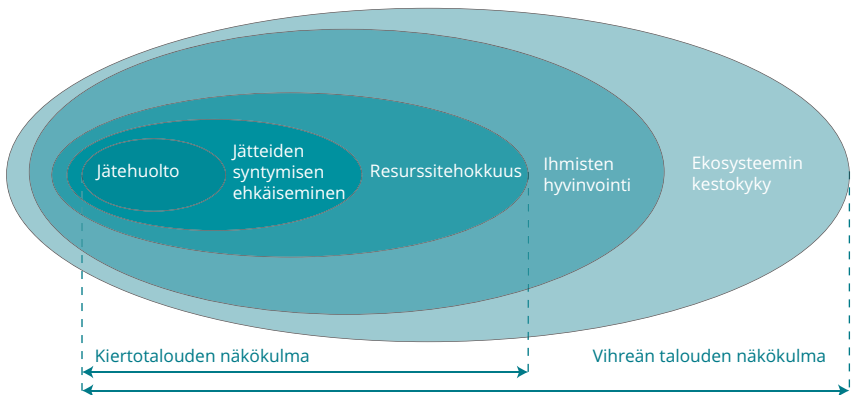 Jätehuolto
Jätteiden
syntymisen
ehkäiseminen
Resurssitehokkuus
Ihmisten
hyvinvointi
Ekosysteemin
kestokyky
Kiertotalouden näkökulma
Vihreän talouden näkökulma